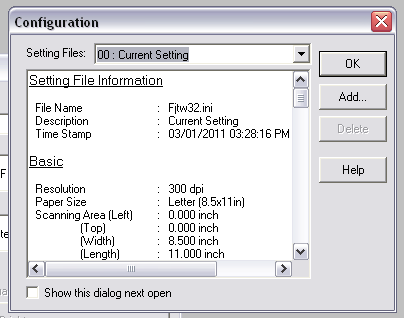 Configuration
Setting Files: 00 : Current Setting
OK
Add...
Delete
Help
Setting File Information
File Name : Fjtw32.ini
Description : Current Setting
Time Stamp : 03/01/2011 03:28:16 PM
Basic
Resolution : 300 dpi
Paper Size : Letter (8.5x11in)
Scanning Area (Left) : 0.000 inch
(Top) : 0.000 inch
(Width) : 8.500 inch
(Length) : 11.000 inch
Show this dialog next open